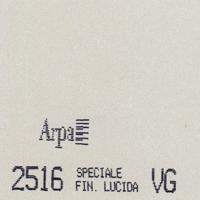 Arpa
2516 SPECIALE FIN. LUCIDA VG